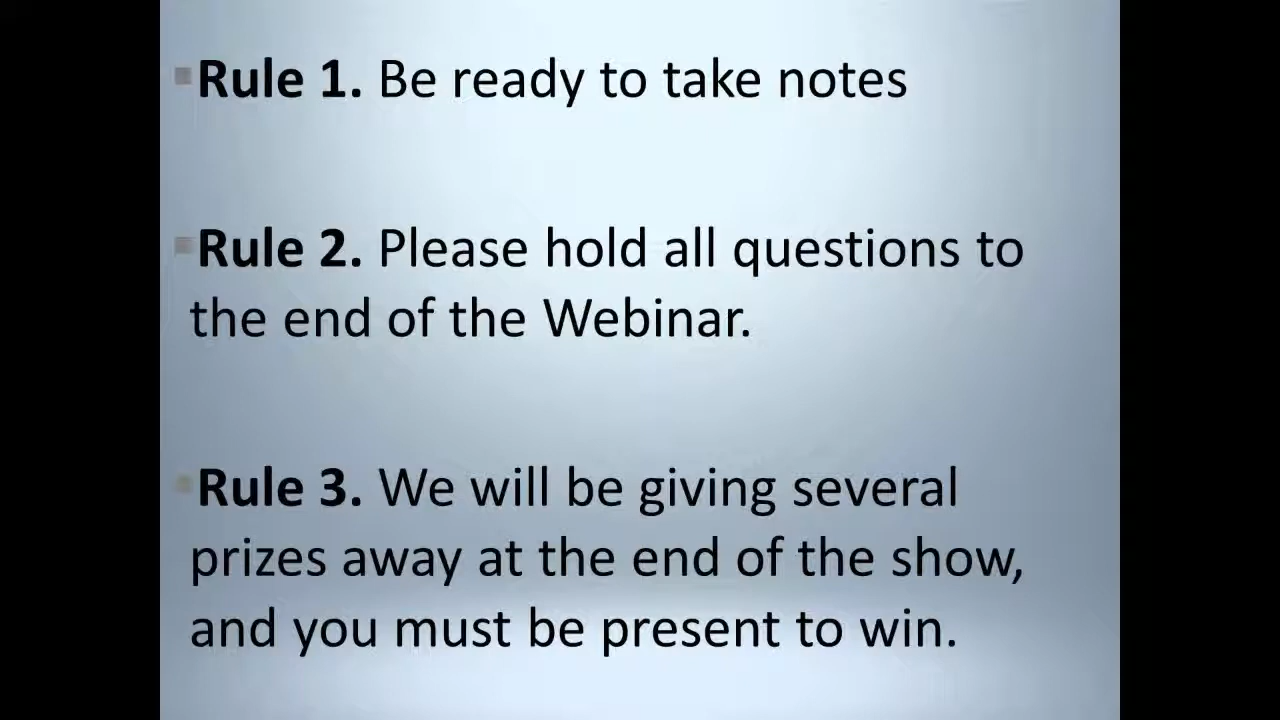 Rule 1. Be ready to take notes
Rule 2. Please hold all questions to
the end of the Webinar.
Rule 3. We will be giving several
prizes away at the end of the show,
and you must be present to win.